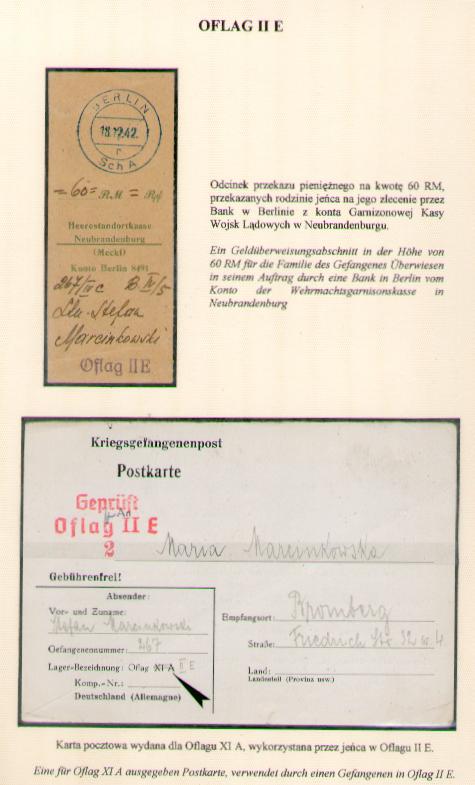 OFLAG II E
BERLIN
18.12.42.
r
Sch A
=60= RM = Rpf
Heerestandortkasse
Neubrandenburg
(Meckl)
Konto Berlin 8491
267/IIc B IV/5
Stefan
Marcinkowski
Oflag II E
Odcinek przekazu pieniężnego na kwotę 60 RM,
przekazanych rodzinie jeńca na jego zlecenie przez
Bank w Berlinie z konta Garnizonowej Kasy
Wojsk Lądowych w Neubrandenburgu.
Ein Geldüberweisungsabschnitt in der Höhe von
60 RM für die Familie des Gefangenes Überwiesen
in seinem Auftrag durch eine Bank in Berlin vom
Konto der Wehrmachtsgarnisonskasse in
Neubrandenburg
Kriegsgefangenenpost
Postkarte
Geprüft
An
Oflag II E
2
Maria Marcinkowska
Gebührenfrei!
Absender:
Vor- und Zuname:
Stefan Marcinkowski
Gefangenennummer: 267
Lager-Bezeichnung: Oflag XI A II E
Komp.-Nr.:
Deutschland (Allemagne)
Empfangsort: Bromberg
Straße: Friedrich Str 32 w. 4
Land:
Landesteil (Provinz usw.)
Karta pocztowa wydana dla Oflagu XI A, wykorzystana przez jeńca w Oflagu II E.
Eine für Oflag XI A ausgegeben Postkarte, verwendet durch einen Gefangenen in Oflag II E.